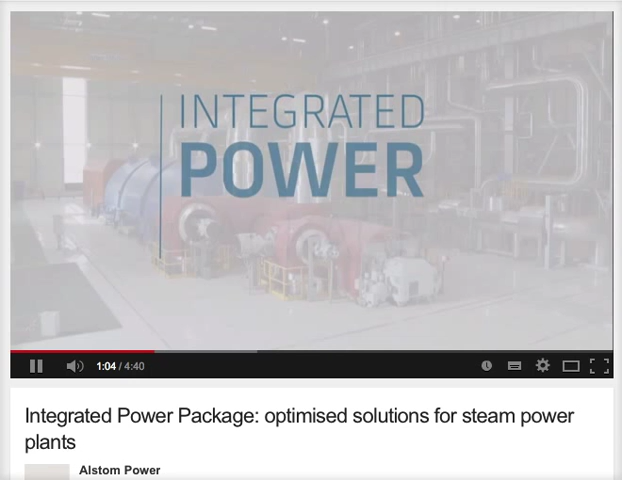 INTEGRATED
POWER
1:04 / 4:40
Integrated Power Package: optimised solutions for steam power
plants
Alstom Power